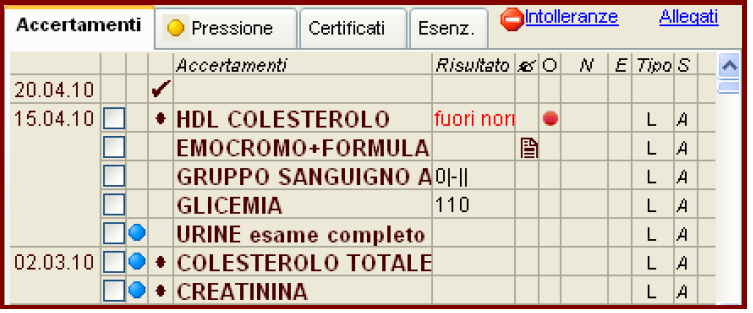 Accertamenti Pressione Certificati Esenz. Intolleranze Allegati
Accertamenti Risultato O N E Tipo S
20.04.10
15.04.10 HDL COLESTEROLO fuori nor L A
EMOCROMO+FORMULA L A
GRUPPO SANGUIGNO A 0|-|| L A
GLICEMIA 110 L A
URINE esame completo L A
02.03.10 COLESTEROLO TOTALE L A
CREATININA L A